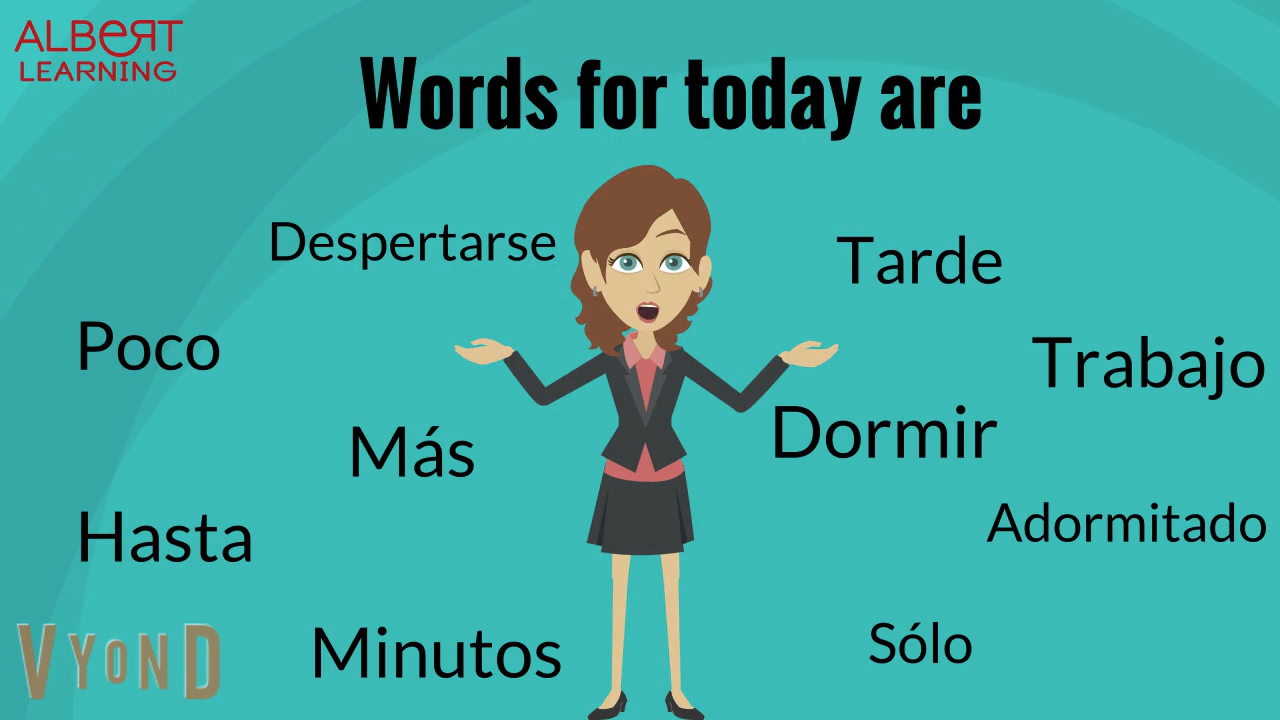 ALBERT
LEARNING
Words for today are
Despertarse
Tarde
Poco
Trabajo
Más
Dormir
Hasta
Adormitado
Minutos
Sólo
VYOND